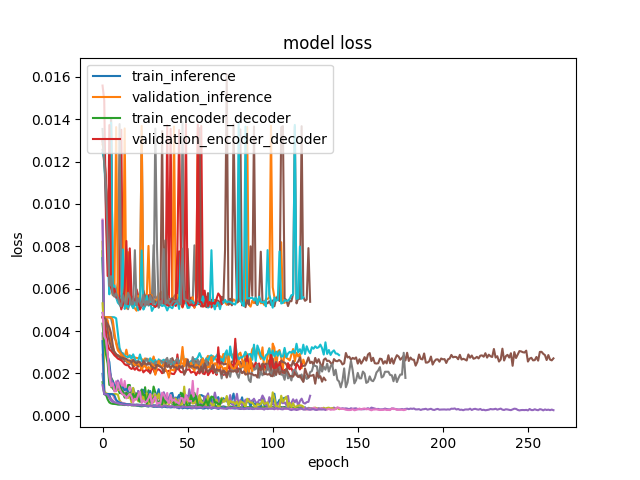 model loss
train_inference
validation_inference
train_encoder_decoder
validation_encoder_decoder
0.016
0.014
0.012
0.010
0.008
0.006
0.004
0.002
0.000
loss
0 50 100 150 200 250
epoch